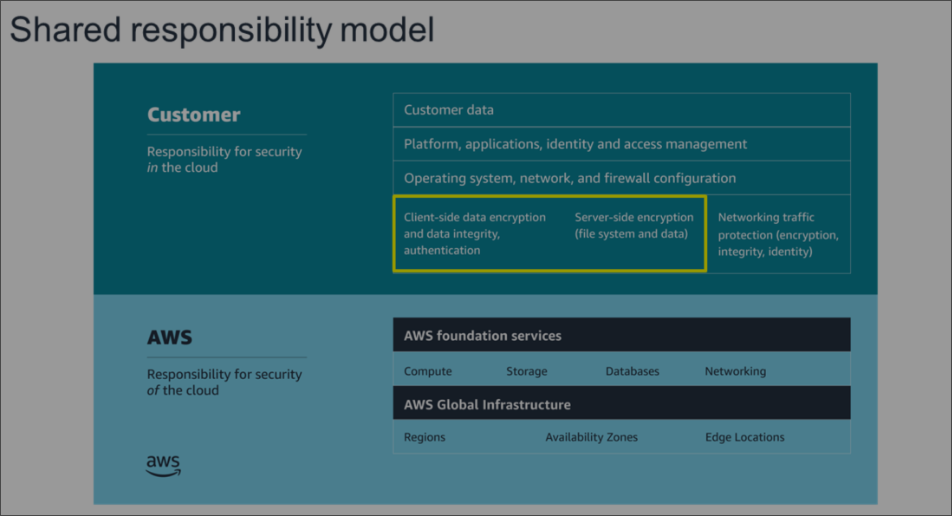 Shared responsibility model
Customer
Responsibility for security
in the cloud
Customer data
Platform, applications, identity and access management
Operating system, network, and firewall configuration
Client-side data encryption
and data integrity,
authentication
Server-side encryption
(file system and data)
Networking traffic
protection (encryption,
integrity, identity)
AWS
Responsibility for security
of the cloud
aws
AWS foundation services
Compute
Storage
Databases
Networking
AWS Global Infrastructure
Regions
Availability Zones
Edge Locations